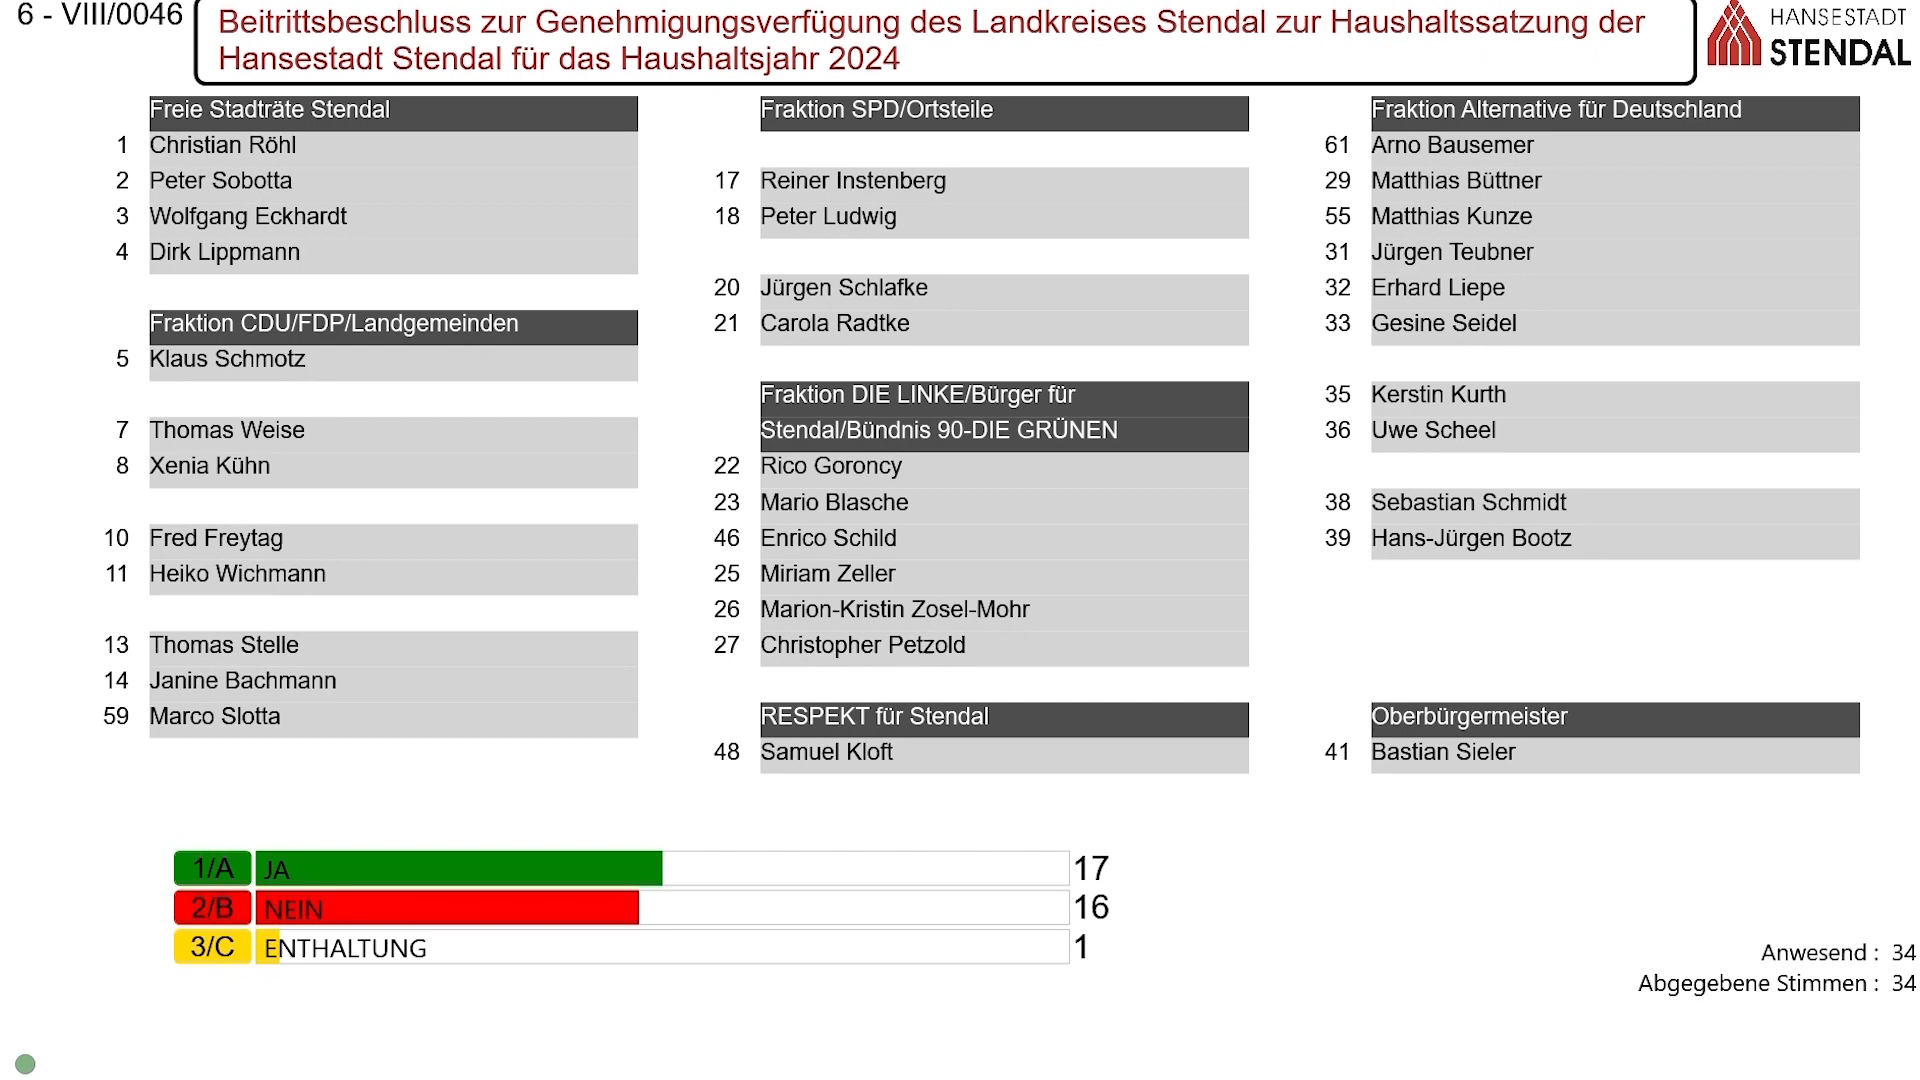 6 - VIII/0046
Beitrittsbeschluss zur Genehmigungsverfügung des Landkreises Stendal zur Haushaltssatzung der
Hansestadt Stendal für das Haushaltsjahr 2024
HANSESTADT
STENDAL
Freie Stadträte Stendal
1 Christian Röhl
2 Peter Sobotta
3 Wolfgang Eckhardt
4 Dirk Lippmann
Fraktion CDU/FDP/Landgemeinden
5 Klaus Schmotz
7 Thomas Weise
8 Xenia Kühn
10 Fred Freytag
11 Heiko Wichmann
13 Thomas Stelle
14 Janine Bachmann
59 Marco Slotta
Fraktion SPD/Ortsteile
17 Reiner Instenberg
18 Peter Ludwig
20 Jürgen Schlafke
21 Carola Radtke
Fraktion DIE LINKE/Bürger für
Stendal/Bündnis 90-DIE GRÜNEN
22 Rico Goroncy
23 Mario Blasche
46 Enrico Schild
25 Miriam Zeller
26 Marion-Kristin Zosel-Mohr
27 Christopher Petzold
RESPEKT für Stendal
48 Samuel Kloft
Fraktion Alternative für Deutschland
61 Arno Bausemer
29 Matthias Büttner
55 Matthias Kunze
31 Jürgen Teubner
32 Erhard Liepe
33 Gesine Seidel
35 Kerstin Kurth
36 Uwe Scheel
38 Sebastian Schmidt
39 Hans-Jürgen Bootz
Oberbürgermeister
41 Bastian Sieler
1/A JA 17
2/B NEIN 16
3/C ENTHALTUNG 1
Anwesend : 34
Abgegebene Stimmen : 34